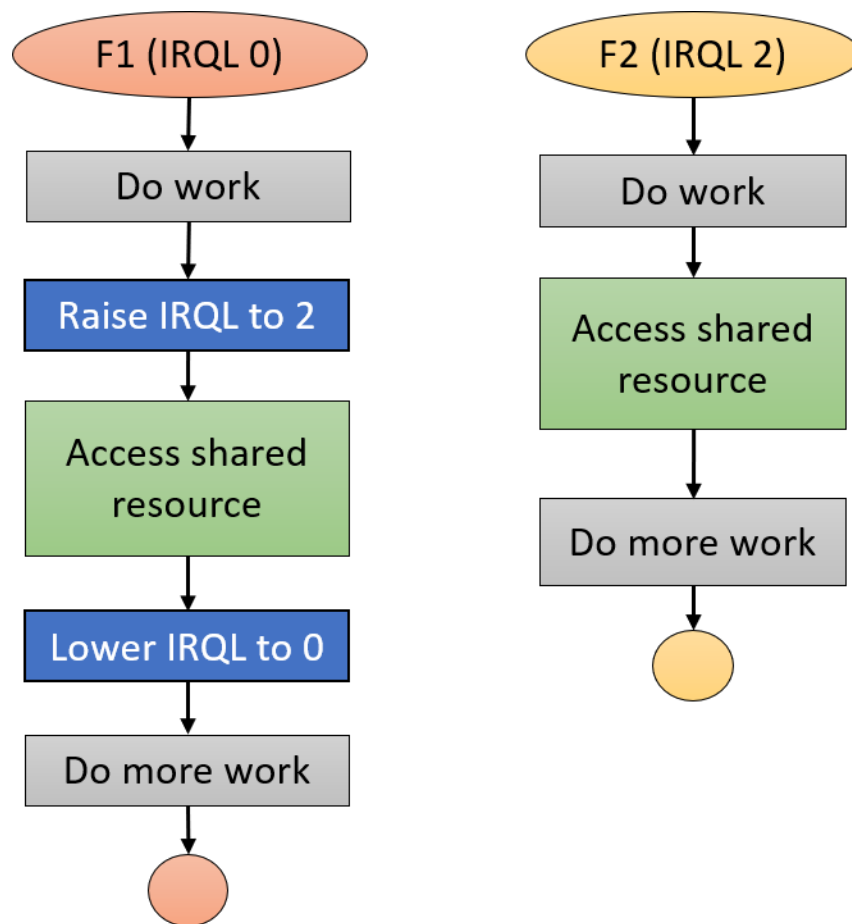 F1 (IRQL 0)
Do work
Raise IRQL to 2
Access shared
resource
Lower IRQL to 0
Do more work
F2 (IRQL 2)
Do work
Access shared
resource
Do more work